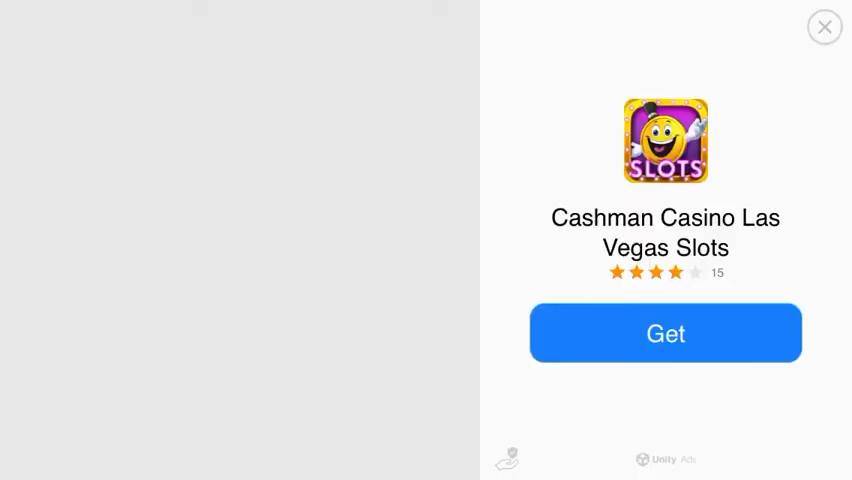 SLOTS
Cashman Casino Las
Vegas Slots
15
Get
Unity Ads